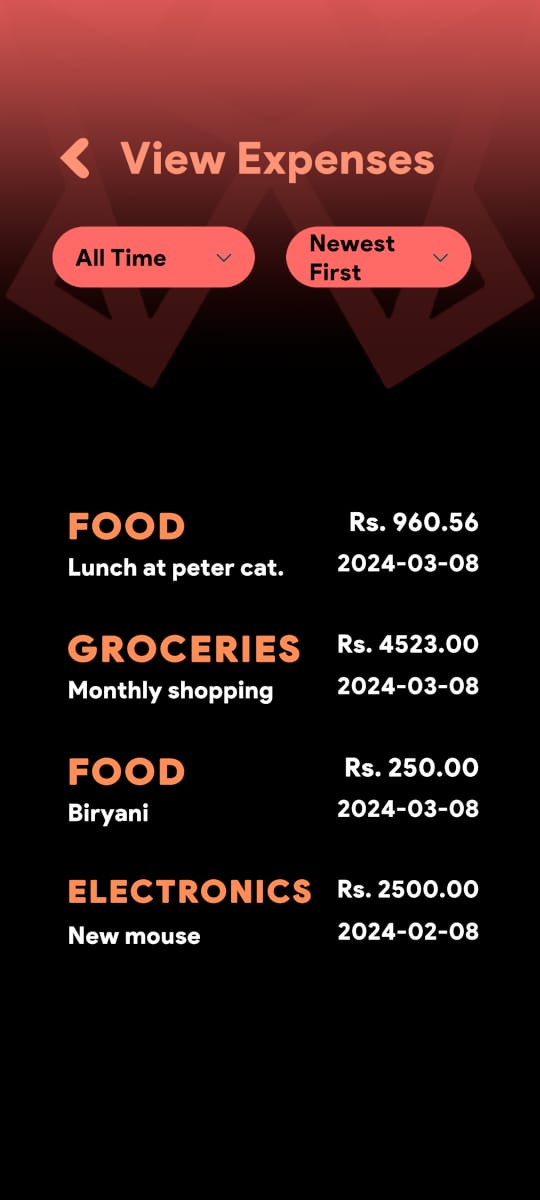 View Expenses
All Time
Newest
First
FOOD
Rs. 960.56
Lunch at peter cat.
2024-03-08
GROCERIES
Rs. 4523.00
Monthly shopping
2024-03-08
FOOD
Rs. 250.00
Biryani
2024-03-08
ELECTRONICS
Rs. 2500.00
New mouse
2024-02-08